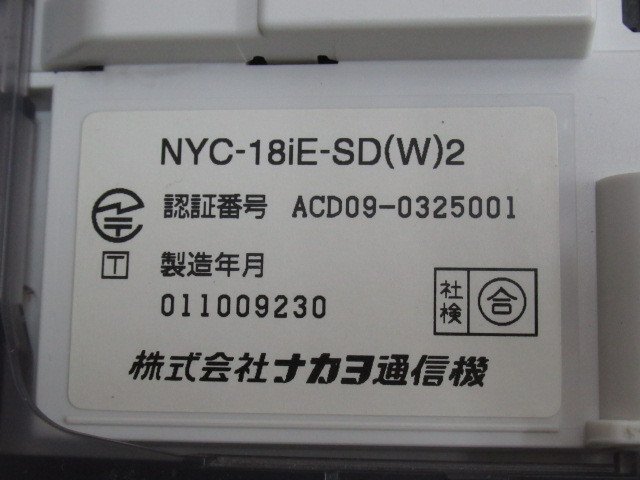 NYC-18iE-SD(W)2
認証番号 ACD09-0325001
T 製造年月
011009230
社検 合
株式会社ナカヨ通信機